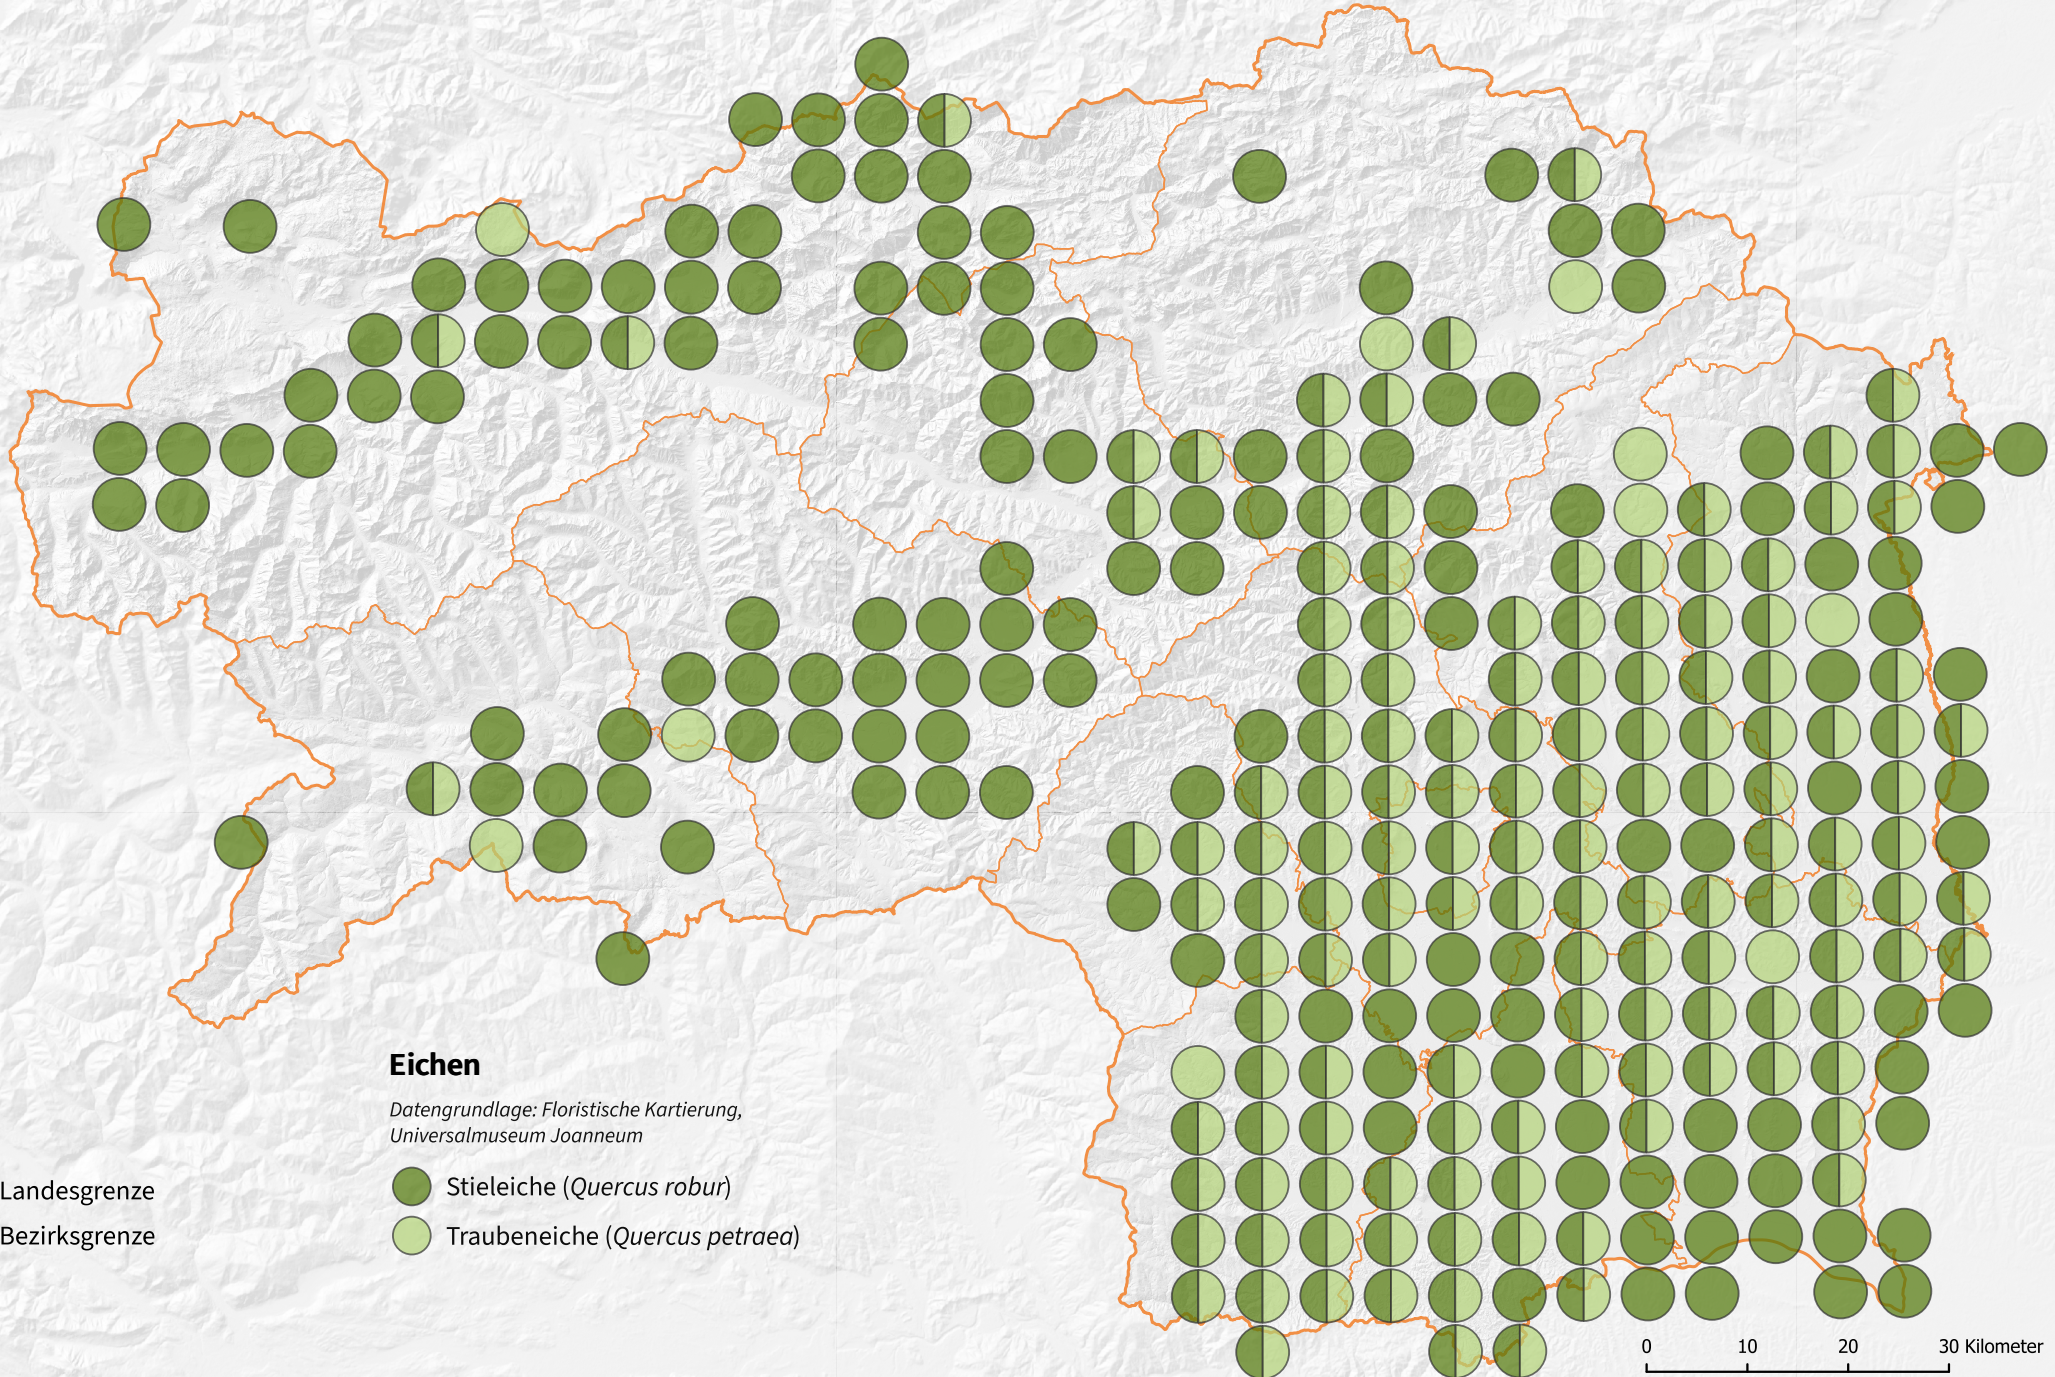 Eichen
Datengrundlage: Floristische Kartierung,
Universalmuseum Joanneum
Landesgrenze
Stieleiche (Quercus robur)
Bezirksgrenze
Traubeneiche (Quercus petraea)
0 10 20 30 Kilometer